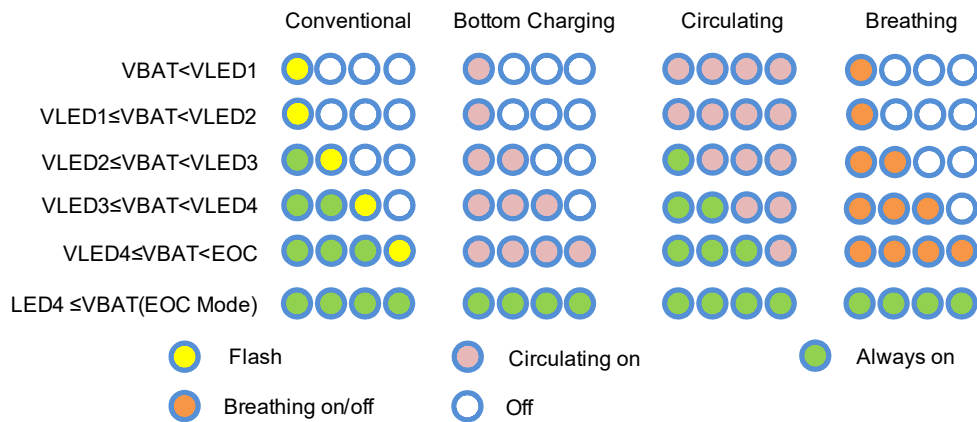 Conventional Bottom Charging Circulating Breathing
VBAT<VLED1
VLED1≤VBAT<VLED2
VLED2≤VBAT<VLED3
VLED3≤VBAT<VLED4
VLED4≤VBAT<EOC
LED4 ≤VBAT(EOC Mode)
Flash Circulating on Always on
Breathing on/off Off